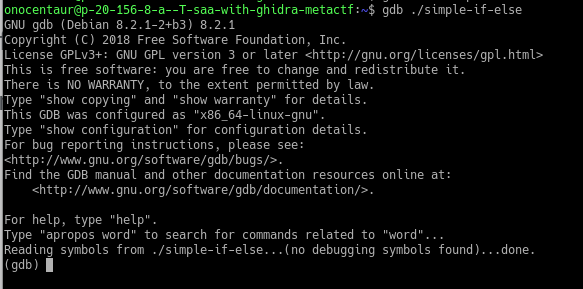 onocentaur@p-20-156-8-a--T-saa-with-ghidra-metactf:~$ gdb ./simple-if-else
GNU gdb (Debian 8.2.1-2+b3) 8.2.1
Copyright (C) 2018 Free Software Foundation, Inc.
License GPLv3+: GNU GPL version 3 or later <http://gnu.org/licenses/gpl.html>
This is free software: you are free to change and redistribute it.
There is NO WARRANTY, to the extent permitted by law.
Type "show copying" and "show warranty" for details.
This GDB was configured as "x86_64-linux-gnu".
Type "show configuration" for configuration details.
For bug reporting instructions, please see:
<http://www.gnu.org/software/gdb/bugs/>.
Find the GDB manual and other documentation resources online at:
    <http://www.gnu.org/software/gdb/documentation/>.

For help, type "help".
Type "apropos word" to search for commands related to "word"...
Reading symbols from ./simple-if-else...(no debugging symbols found)...done.
(gdb)